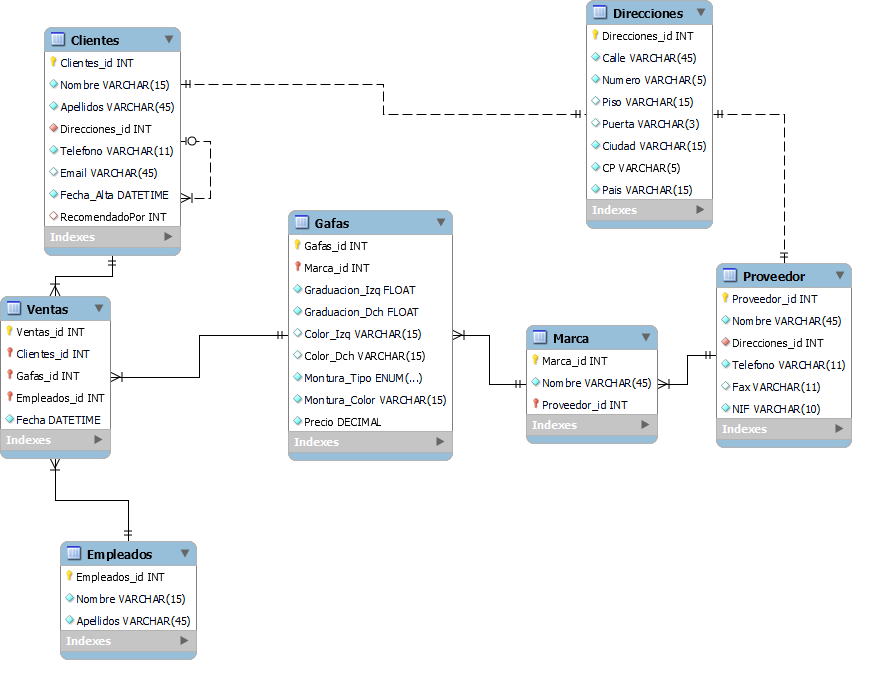 Clientes
Clientes_id INT
Nombre VARCHAR(15)
Apellidos VARCHAR(45)
Direcciones_id INT
Telefono VARCHAR(11)
Email VARCHAR(45)
Fecha_Alta DATETIME
RecomendadoPor INT
Indexes
Direcciones
Direcciones_id INT
Calle VARCHAR(45)
Numero VARCHAR(5)
Piso VARCHAR(15)
Puerta VARCHAR(3)
Ciudad VARCHAR(15)
CP VARCHAR(5)
Pais VARCHAR(15)
Indexes
Gafas
Gafas_id INT
Marca_id INT
Graduacion_Izq FLOAT
Graduacion_Dch FLOAT
Color_Izq VARCHAR(15)
Color_Dch VARCHAR(15)
Montura_Tipo ENUM(...)
Montura_Color VARCHAR(15)
Precio DECIMAL
Indexes
Proveedor
Proveedor_id INT
Nombre VARCHAR(45)
Direcciones_id INT
Telefono VARCHAR(11)
Fax VARCHAR(11)
NIF VARCHAR(10)
Indexes
Ventas
Ventas_id INT
Clientes_id INT
Gafas_id INT
Empleados_id INT
Fecha DATETIME
Indexes
Marca
Marca_id INT
Nombre VARCHAR(45)
Proveedor_id INT
Indexes
Empleados
Empleados_id INT
Nombre VARCHAR(15)
Apellidos VARCHAR(45)
Indexes